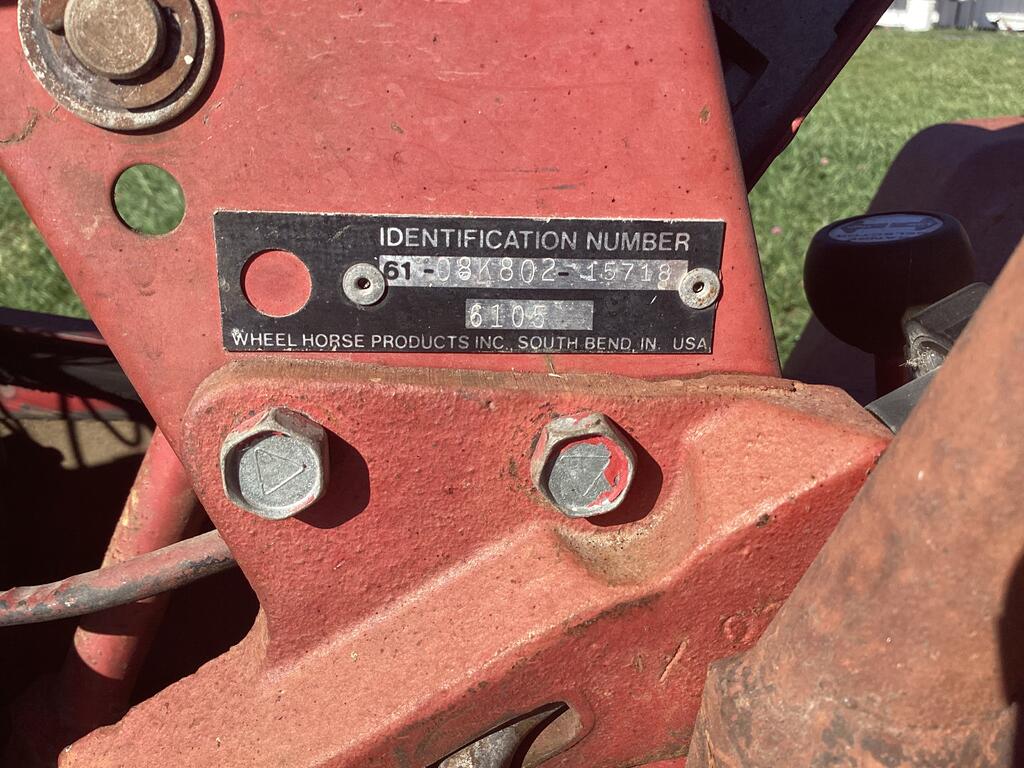 IDENTIFICATION NUMBER
61-08K802-15718
6105
WHEEL HORSE PRODUCTS INC. SOUTH BEND, IN. USA